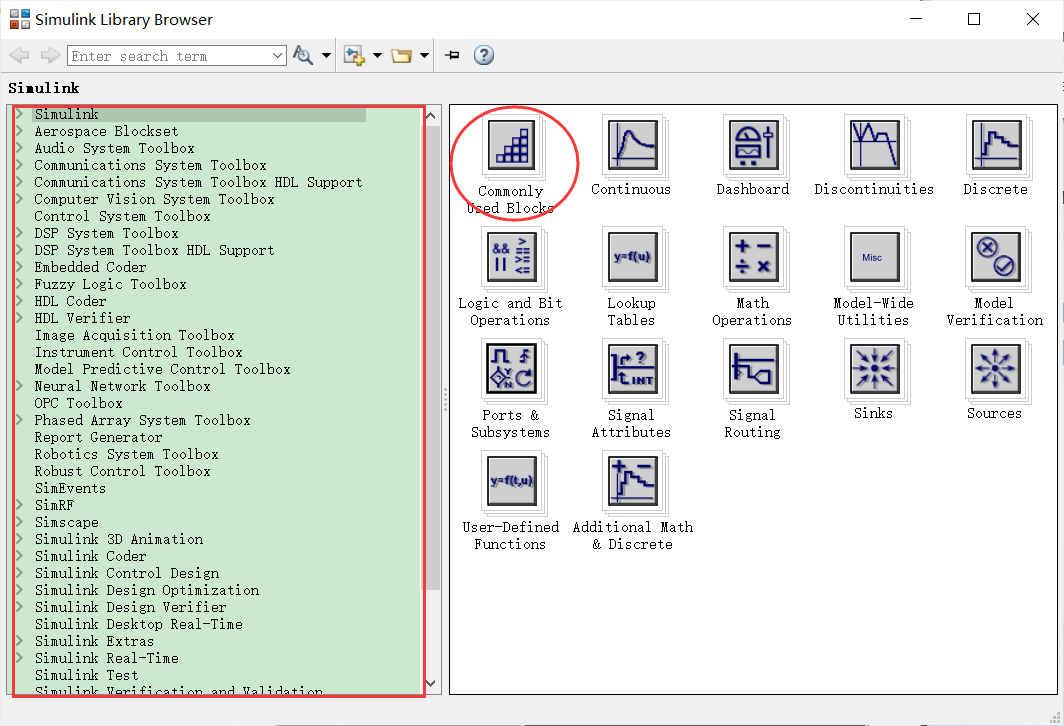 Simulink Library Browser
Enter search term
Simulink
Simulink
Aerospace Blockset
Audio System Toolbox
Communications System Toolbox
Communications System Toolbox HDL Support
Computer Vision System Toolbox
Control System Toolbox
DSP System Toolbox
DSP System Toolbox HDL Support
Embedded Coder
Fuzzy Logic Toolbox
HDL Coder
HDL Verifier
Image Acquisition Toolbox
Instrument Control Toolbox
Model Predictive Control Toolbox
Neural Network Toolbox
OPC Toolbox
Phased Array System Toolbox
Report Generator
Robotics System Toolbox
Robust Control Toolbox
SimEvents
SimRF
Simscape
Simulink 3D Animation
Simulink Coder
Simulink Control Design
Simulink Design Optimization
Simulink Design Verifier
Simulink Desktop Real-Time
Simulink Extras
Simulink Real-Time
Simulink Test
Simulink Verification and Validation
Commonly
Used Blocks
Continuous
Dashboard
Discontinuities
Discrete
&& >
|| >=
<=
Logic and Bit
Operations
y=f(u)
Lookup
Tables
+ −
÷ ×
Math
Operations
Misc
Model-Wide
Utilities
Model
Verification
Y
N
Ports &
Subsystems
?
INT
Signal
Attributes
Signal
Routing
Sinks
Sources
y=f(t,u)
User-Defined
Functions
+ −
Additional Math
& Discrete